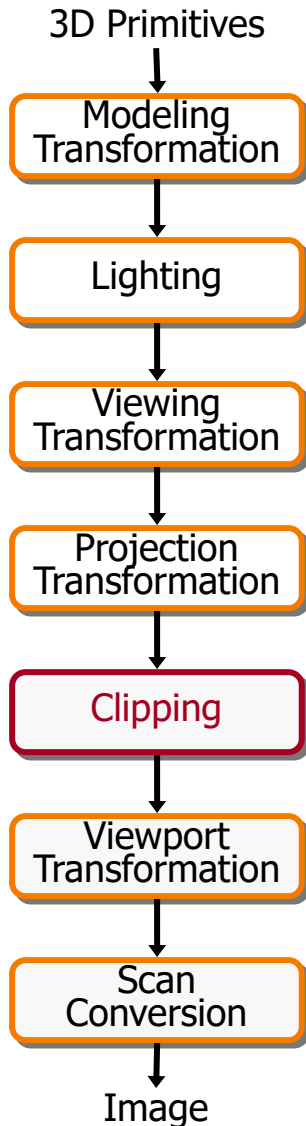 3D Primitives
Modeling
Transformation
Lighting
Viewing
Transformation
Projection
Transformation
Clipping
Viewport
Transformation
Scan
Conversion
Image